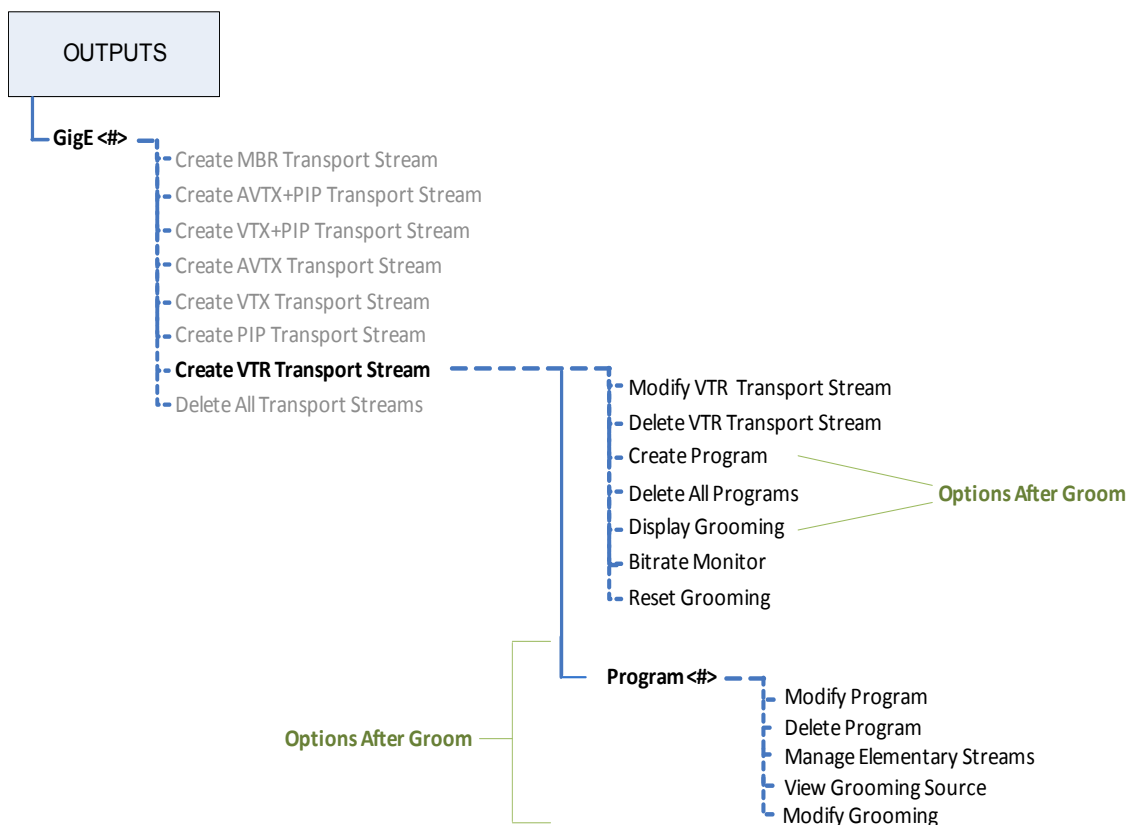 OUTPUTS
GigE <#>
Create MBR Transport Stream
Create AVTX+PIP Transport Stream
Create VTX+PIP Transport Stream
Create AVTX Transport Stream
Create VTX Transport Stream
Create PIP Transport Stream
Create VTR Transport Stream
Delete All Transport Streams
Modify VTR Transport Stream
Delete VTR Transport Stream
Create Program
Delete All Programs
Display Grooming
Bitrate Monitor
Reset Grooming
Options After Groom
Program <#>
Modify Program
Delete Program
Manage Elementary Streams
View Grooming Source
Modify Grooming
Options After Groom